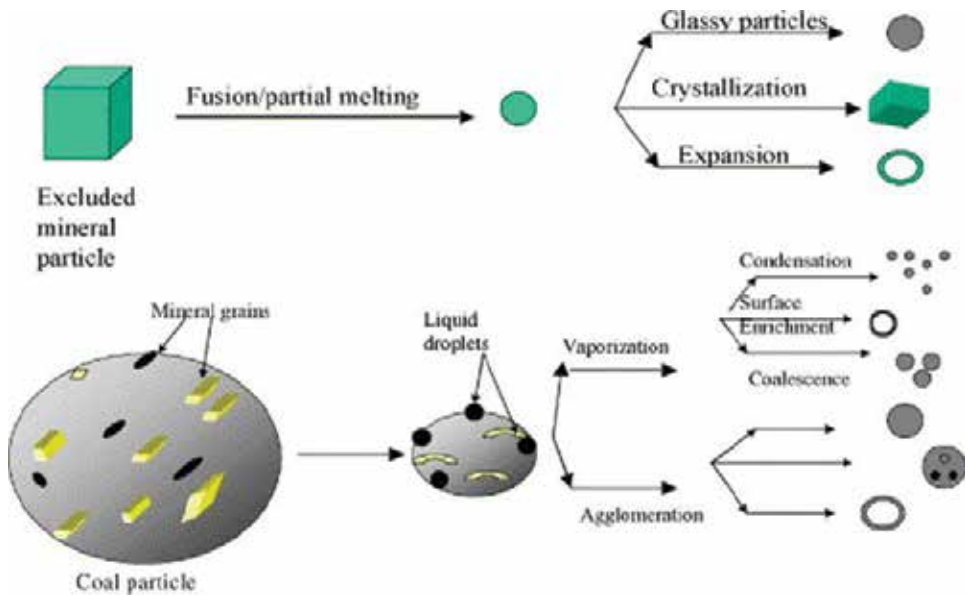 Glassy particles
Fusion/partial melting
Crystallization
Expansion
Excluded
mineral
particle
Condensation
Mineral grains
Liquid
droplets
Surface
Enrichment
Vaporization
Coalescence
Agglomeration
Coal particle